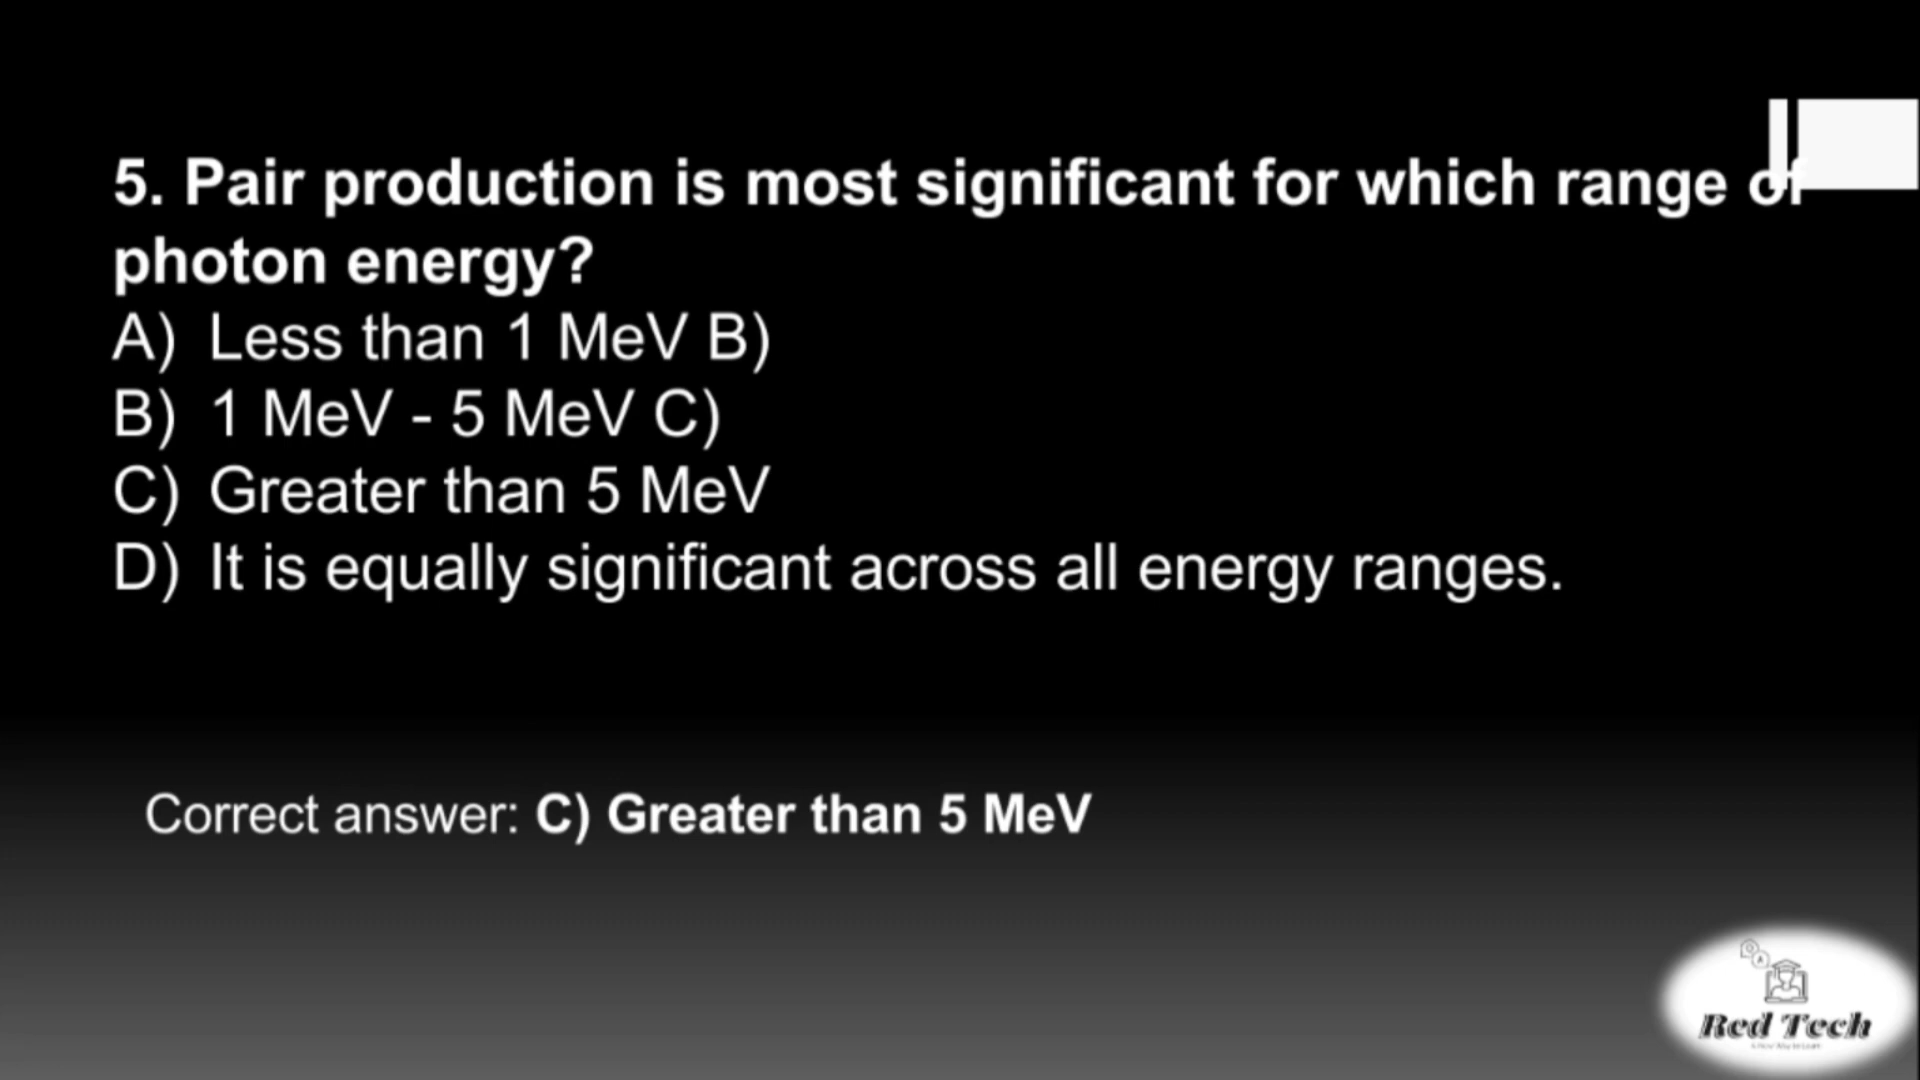 5. Pair production is most significant for which range of
photon energy?
A) Less than 1 MeV B)
B) 1 MeV - 5 MeV C)
C) Greater than 5 MeV
D) It is equally significant across all energy ranges.
Correct answer: C) Greater than 5 MeV
Red Tech